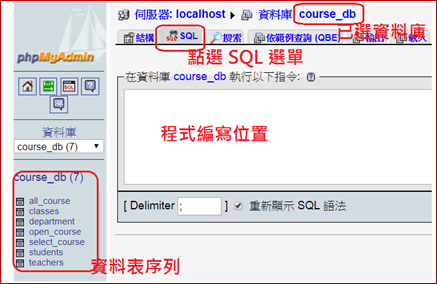 伺服器: localhost ▸ 資料庫 course_db
已選資料庫
結構 SQL 搜索 依範例查詢 (QBE) 輸出 載入
點選 SQL 選單
phpMyAdmin
在資料庫 course_db 執行以下指令:
程式編寫位置
資料庫
course_db (7)
course_db (7)
[ Delimiter ; ] 重新顯示 SQL 語法
all_course
classes
department
open_course
select_course
students
teachers
資料表序列